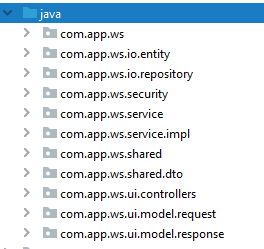 java
com.app.ws
com.app.ws.io.entity
com.app.ws.io.repository
com.app.ws.security
com.app.ws.service
com.app.ws.service.impl
com.app.ws.shared
com.app.ws.shared.dto
com.app.ws.ui.controllers
com.app.ws.ui.model.request
com.app.ws.ui.model.response